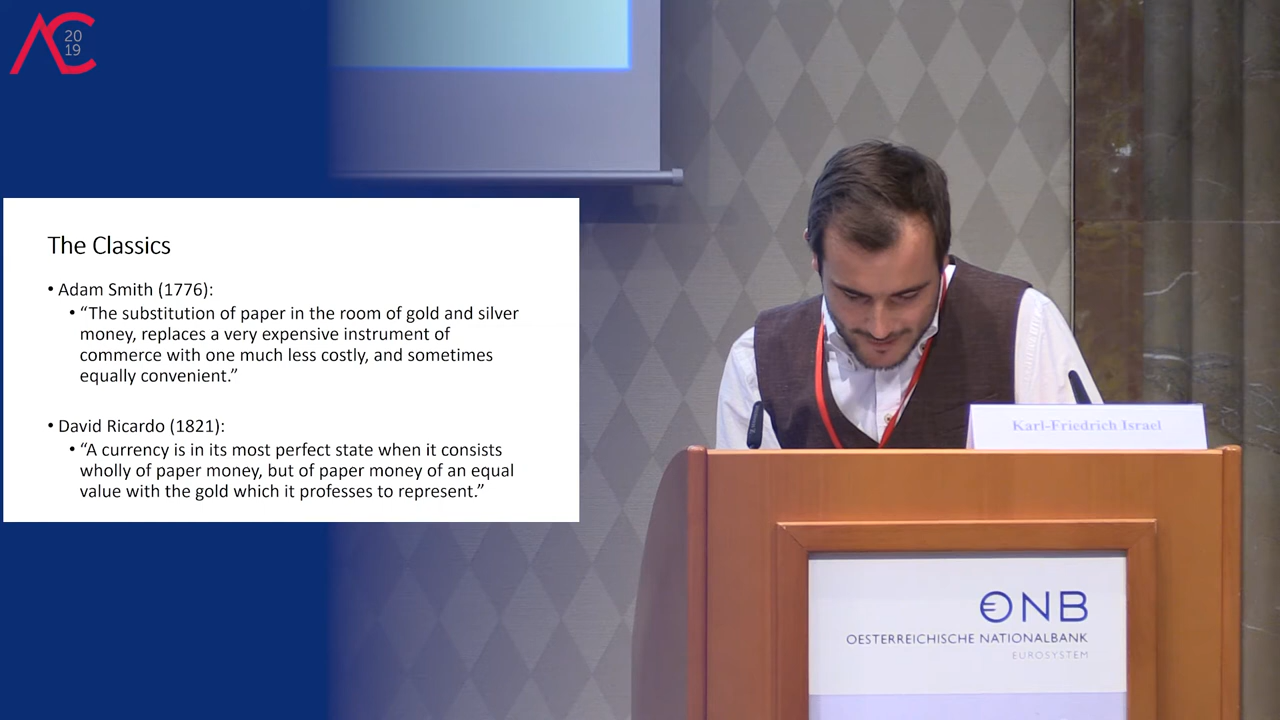 AC
20
19
The Classics
• Adam Smith (1776):
• “The substitution of paper in the room of gold and silver
money, replaces a very expensive instrument of
commerce with one much less costly, and sometimes
equally convenient.”
• David Ricardo (1821):
• “A currency is in its most perfect state when it consists
wholly of paper money, but of paper money of an equal
value with the gold which it professes to represent.”
Karl-Friedrich Israel
ONB
OESTERREICHISCHE NATIONALBANK
EUROSYSTEM